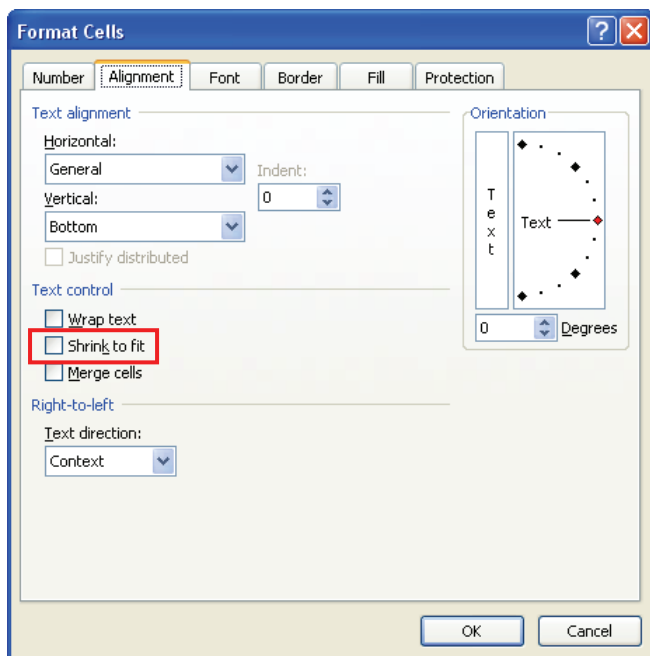 Format Cells
Number Alignment Font Border Fill Protection
Text alignment
Horizontal:
General
Indent:
0
Vertical:
Bottom
Justify distributed
Text control
Wrap text
Shrink to fit
Merge cells
Right-to-left
Text direction:
Context
Orientation
Text
Text
0 Degrees
OK Cancel